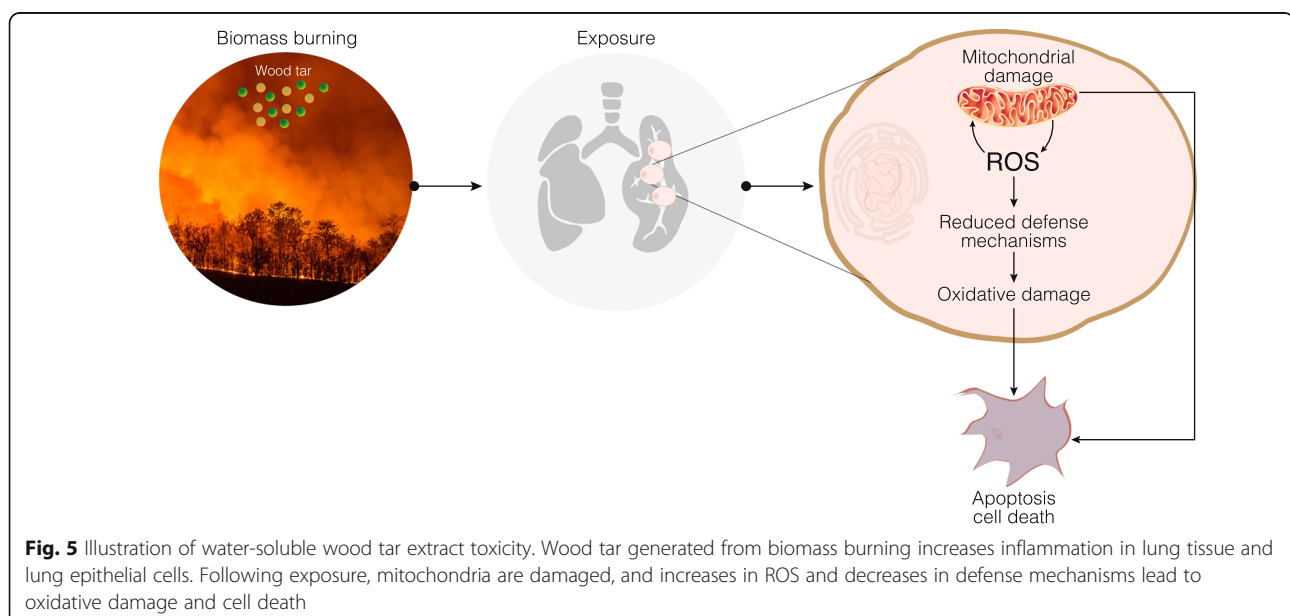 Biomass burning
Wood tar
Exposure
Mitochondrial
damage
ROS
Reduced defense
mechanisms
Oxidative damage
Apoptosis
cell death
Fig. 5 Illustration of water-soluble wood tar extract toxicity. Wood tar generated from biomass burning increases inflammation in lung tissue and
lung epithelial cells. Following exposure, mitochondria are damaged, and increases in ROS and decreases in defense mechanisms lead to
oxidative damage and cell death